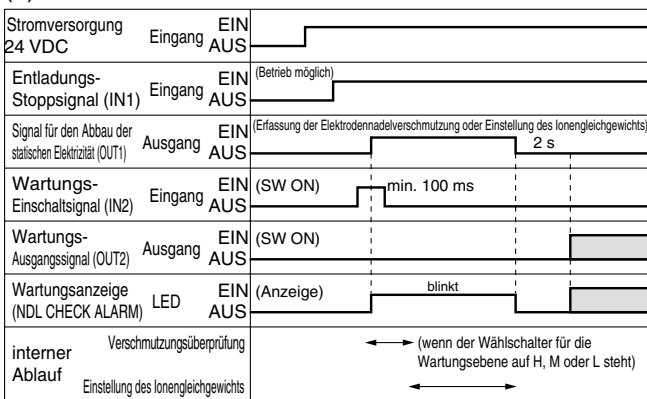 Stromversorgung
24 VDC
Eingang
EIN
AUS
Entladungs-
Stoppsignal (IN1)
Eingang
EIN
AUS
(Betrieb möglich)
Signal für den Abbau der
statischen Elektrizität (OUT1)
Ausgang
EIN
AUS
(Erfassung der Elektrodennadelverschmutzung oder Einstellung des Ionengleichgewichts)
2 s
Wartungs-
Einschaltsignal (IN2)
Eingang
EIN
AUS
(SW ON)
min. 100 ms
Wartungs-
Ausgangssignal (OUT2)
Ausgang
EIN
AUS
(SW ON)
Wartungsanzeige
(NDL CHECK ALARM)
LED
EIN
AUS
(Anzeige)
blinkt
interner
Ablauf
Verschmutzungsüberprüfung
Einstellung des Ionengleichgewichts
(wenn der Wählschalter für die
Wartungsebene auf H, M oder L steht)